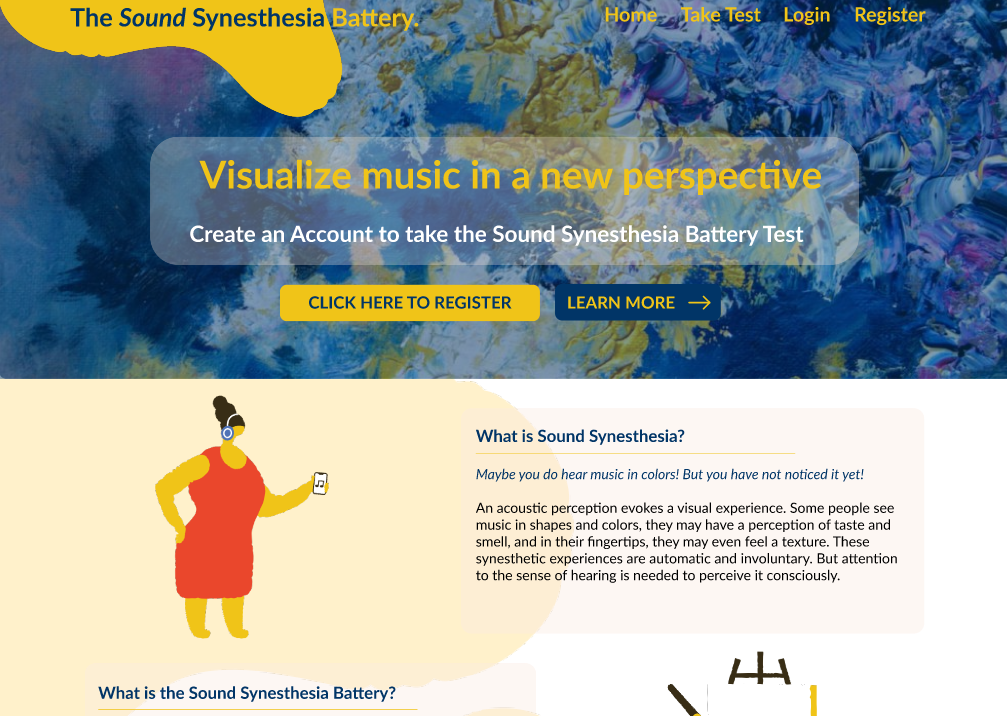 The Sound Synesthesia Battery.
Home Take Test Login Register
Visualize music in a new perspective
Create an Account to take the Sound Synesthesia Battery Test
CLICK HERE TO REGISTER
LEARN MORE
What is Sound Synesthesia?
Maybe you do hear music in colors! But you have not noticed it yet!
An acoustic perception evokes a visual experience. Some people see
music in shapes and colors, they may have a perception of taste and
smell, and in their fingertips, they may even feel a texture. These
synesthetic experiences are automatic and involuntary. But attention
to the sense of hearing is needed to perceive it consciously.
What is the Sound Synesthesia Battery?